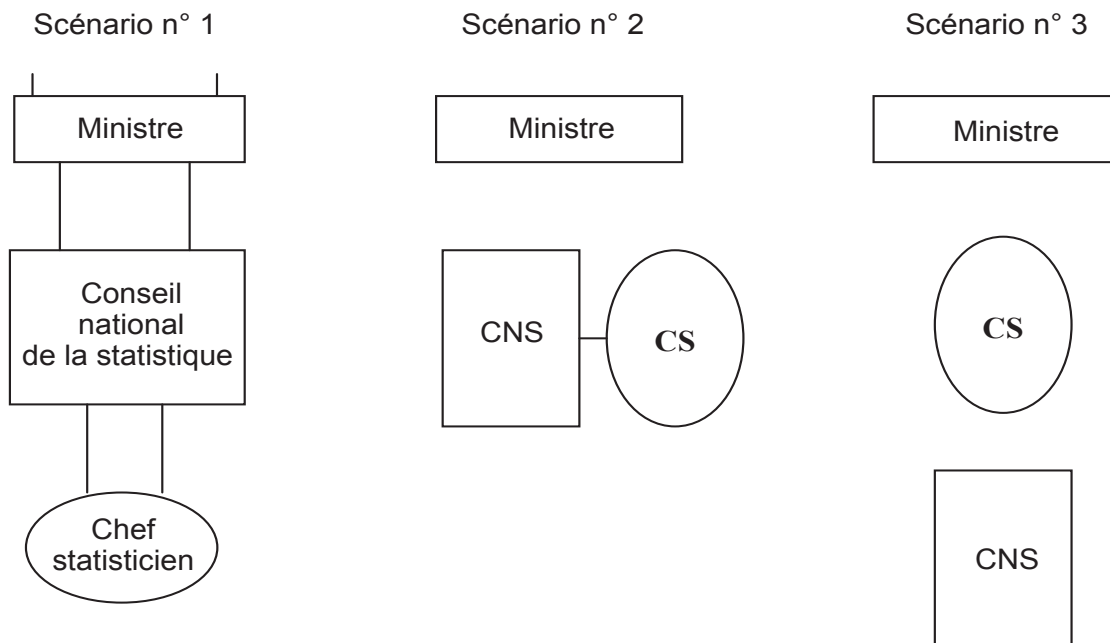 Scénario n° 1
Scénario n° 2
Scénario n° 3
Ministre
Ministre
Ministre
Conseil
national
de la statistique
CNS
CS
CS
Chef
statisticien
CNS